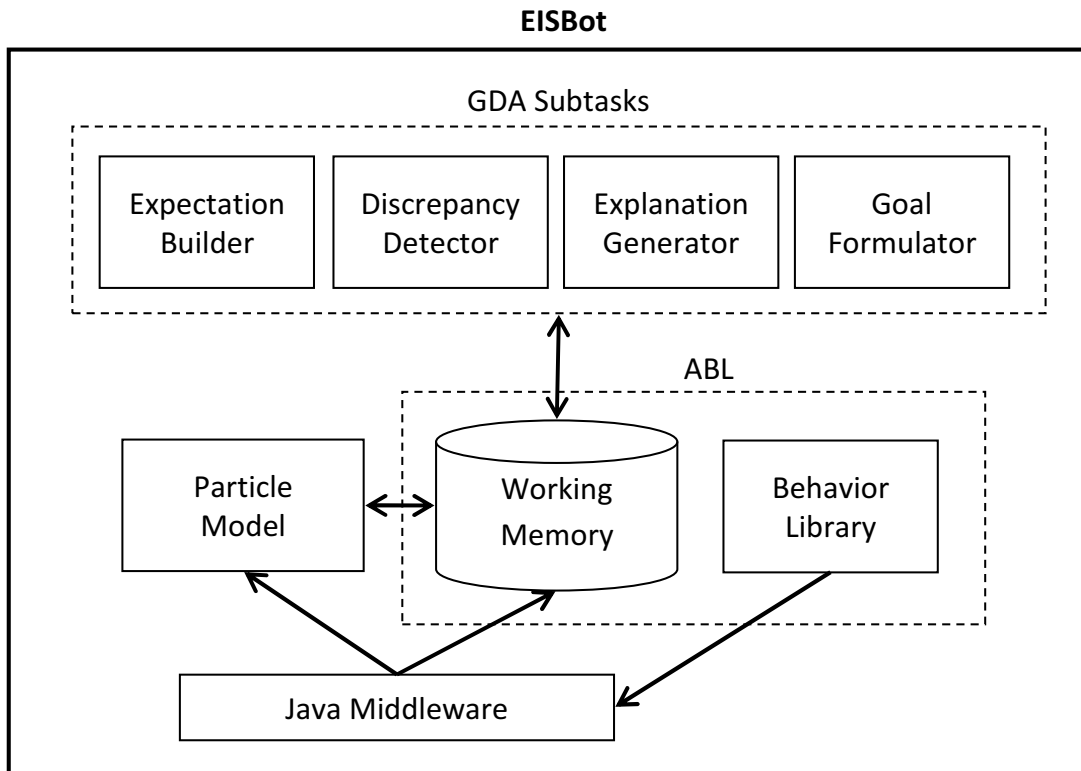 EISBot
GDA Subtasks
Expectation
Builder
Discrepancy
Detector
Explanation
Generator
Goal
Formulator
ABL
Particle
Model
Working
Memory
Behavior
Library
Java Middleware